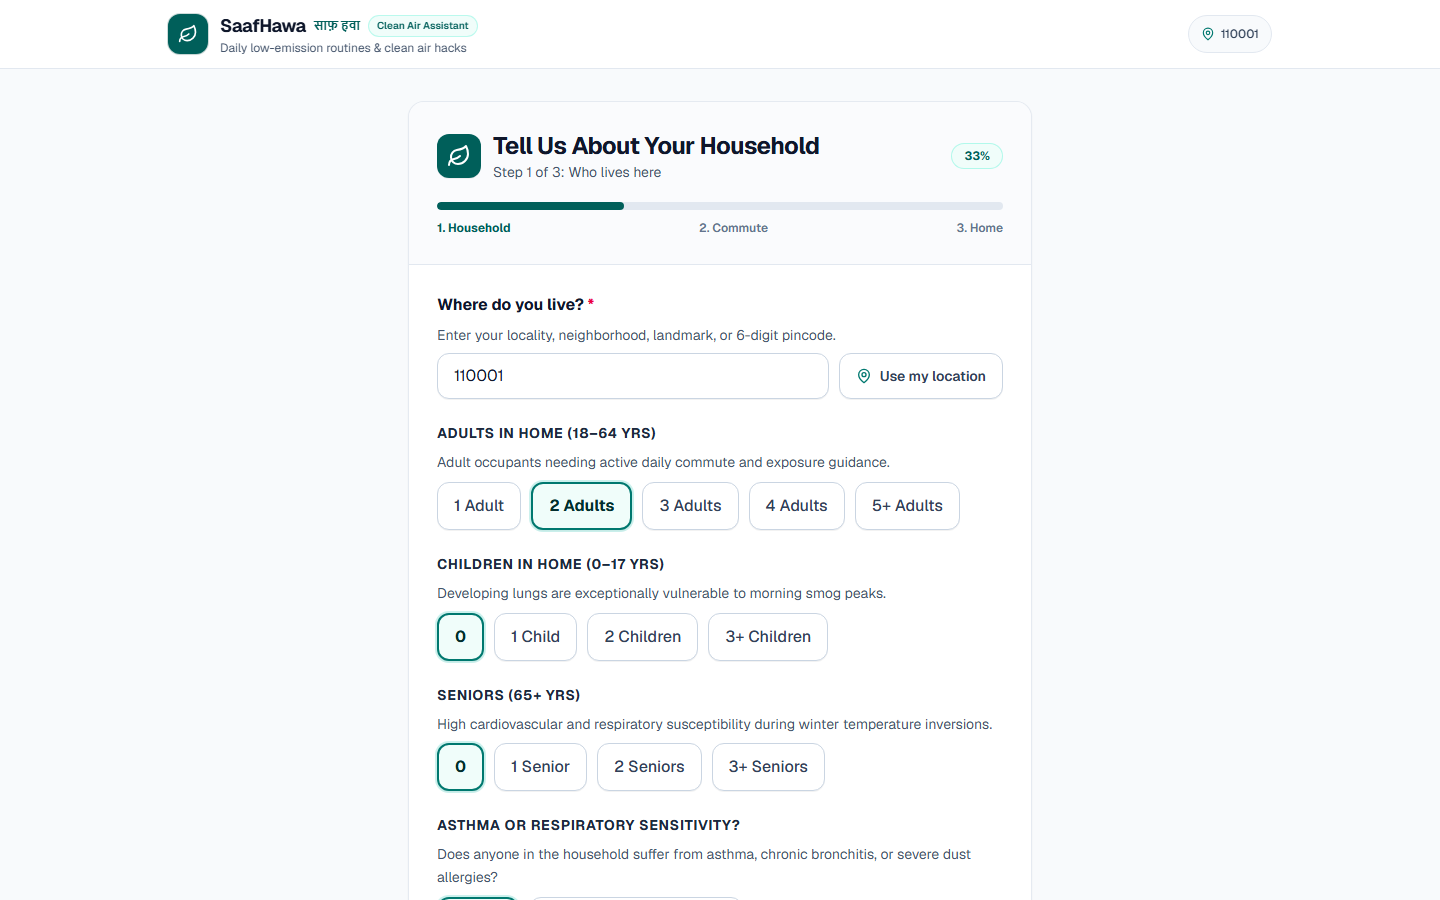 SaafHawa साफ़ हवा Clean Air Assistant
Daily low-emission routines & clean air hacks
110001
Tell Us About Your Household
Step 1 of 3: Who lives here
33%
1. Household 2. Commute 3. Home
Where do you live? *
Enter your locality, neighborhood, landmark, or 6-digit pincode.
110001 Use my location
ADULTS IN HOME (18–64 YRS)
Adult occupants needing active daily commute and exposure guidance.
1 Adult 2 Adults 3 Adults 4 Adults 5+ Adults
CHILDREN IN HOME (0–17 YRS)
Developing lungs are exceptionally vulnerable to morning smog peaks.
0 1 Child 2 Children 3+ Children
SENIORS (65+ YRS)
High cardiovascular and respiratory susceptibility during winter temperature inversions.
0 1 Senior 2 Seniors 3+ Seniors
ASTHMA OR RESPIRATORY SENSITIVITY?
Does anyone in the household suffer from asthma, chronic bronchitis, or severe dust
allergies?